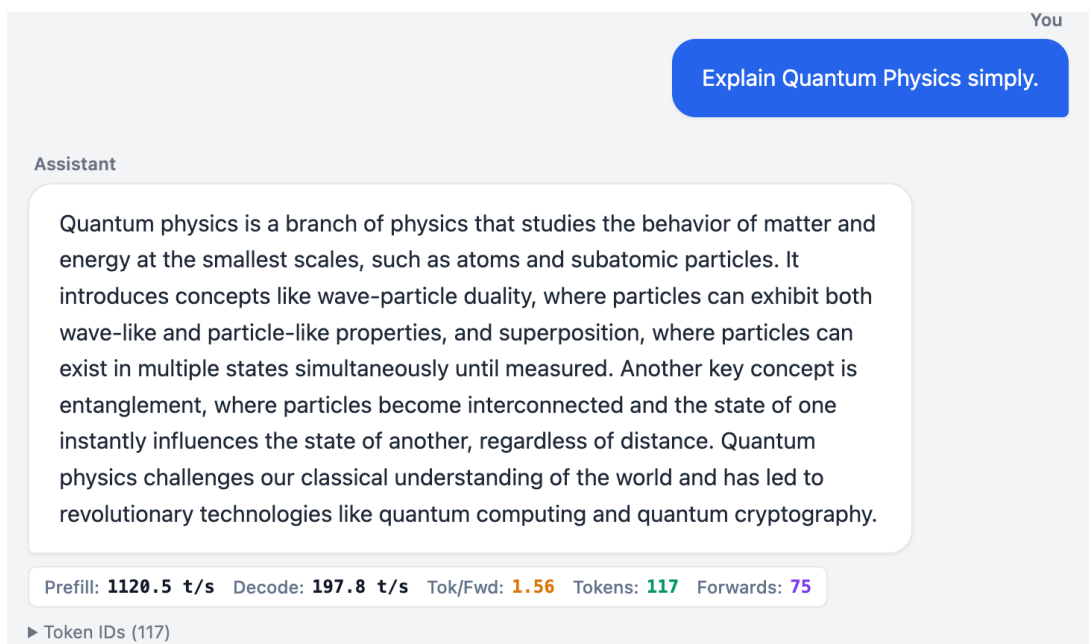 You
Explain Quantum Physics simply.
Assistant
Quantum physics is a branch of physics that studies the behavior of matter and
energy at the smallest scales, such as atoms and subatomic particles. It
introduces concepts like wave-particle duality, where particles can exhibit both
wave-like and particle-like properties, and superposition, where particles can
exist in multiple states simultaneously until measured. Another key concept is
entanglement, where particles become interconnected and the state of one
instantly influences the state of another, regardless of distance. Quantum
physics challenges our classical understanding of the world and has led to
revolutionary technologies like quantum computing and quantum cryptography.
Prefill: 1120.5 t/s Decode: 197.8 t/s Tok/Fwd: 1.56 Tokens: 117 Forwards: 75
▶ Token IDs (117)